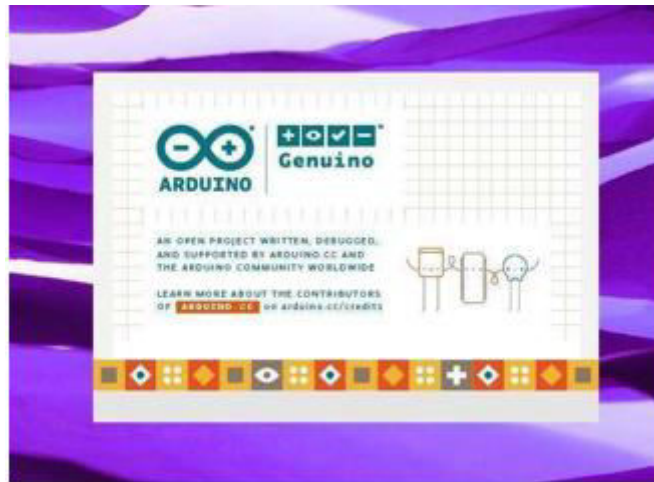 ARDUINO
Genuino
AN OPEN PROJECT WRITTEN, DEBUGGED,
AND SUPPORTED BY ARDUINO.CC AND
THE ARDUINO COMMUNITY WORLDWIDE
LEARN MORE ABOUT THE CONTRIBUTORS
OF ARDUINO.CC on arduino.cc/credits